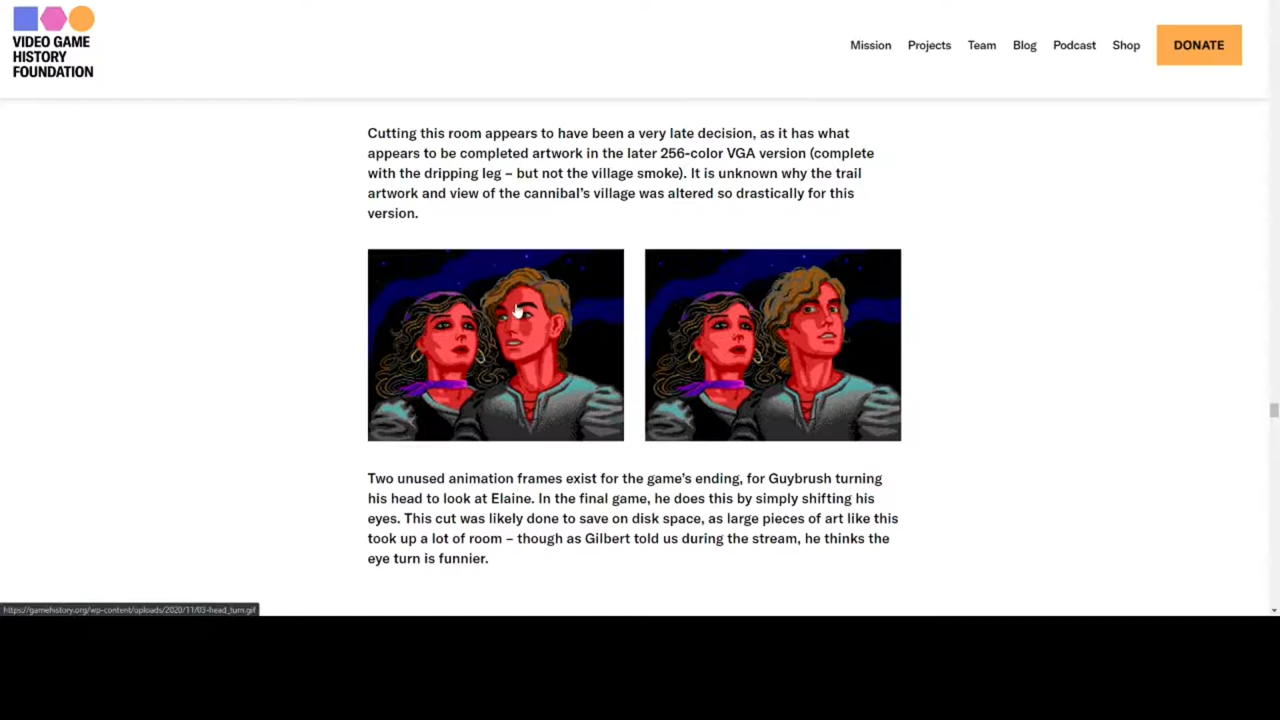 VIDEO GAME
HISTORY
FOUNDATION
Mission Projects Team Blog Podcast Shop DONATE
Cutting this room appears to have been a very late decision, as it has what
appears to be completed artwork in the later 256-color VGA version (complete
with the dripping leg – but not the village smoke). It is unknown why the trail
artwork and view of the cannibal's village was altered so drastically for this
version.
Two unused animation frames exist for the game's ending, for Guybrush turning
his head to look at Elaine. In the final game, he does this by simply shifting his
eyes. This cut was likely done to save on disk space, as large pieces of art like this
took up a lot of room – though as Gilbert told us during the stream, he thinks the
eye turn is funnier.
https://gamehistory.org/wp-content/uploads/2020/11/03-head_turn.gif